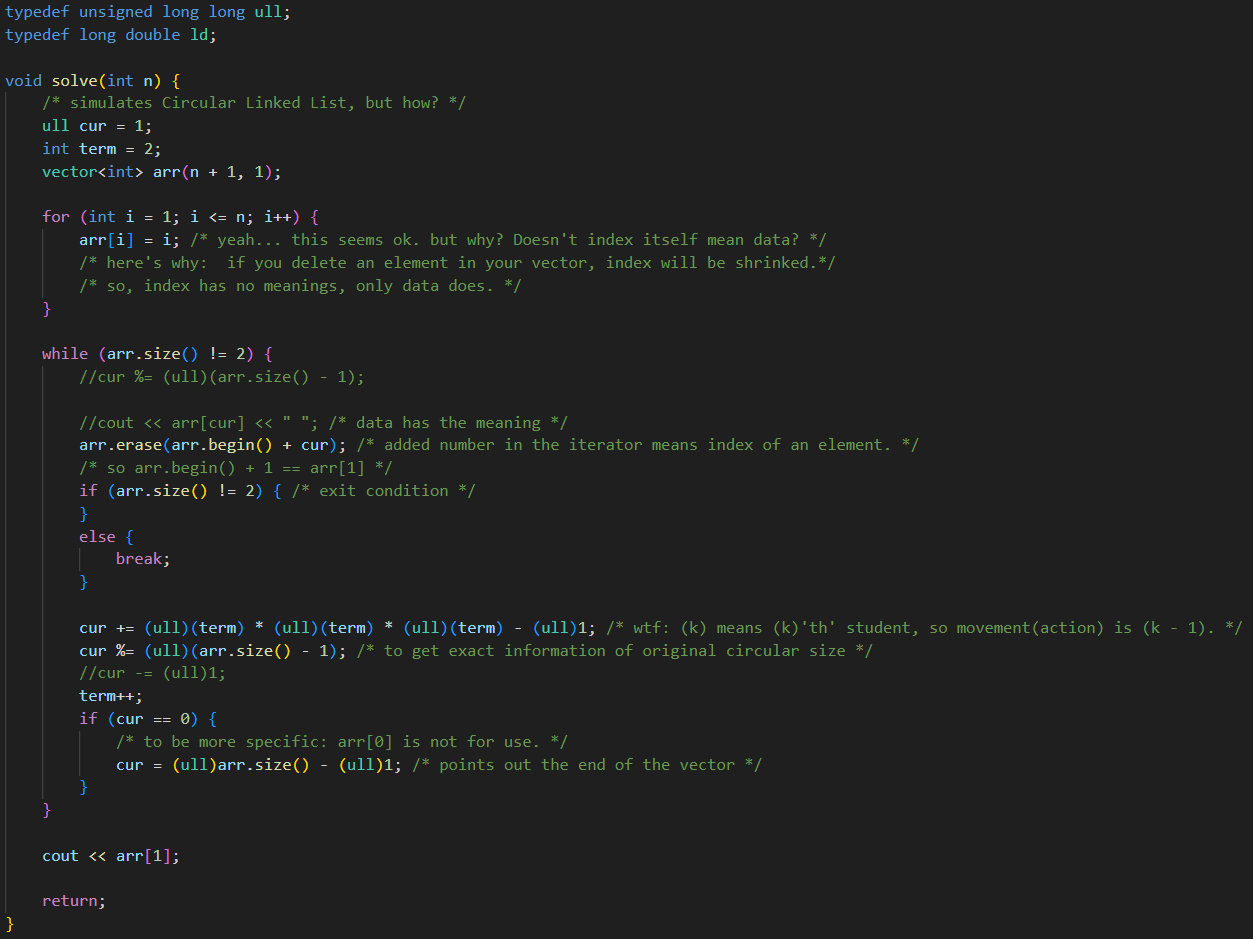 typedef unsigned long long ull;
typedef long double ld;
void solve(int n) {
/* simulates Circular Linked List, but how? */
ull cur = 1;
int term = 2;
vector<int> arr(n + 1, 1);
for (int i = 1; i <= n; i++) {
arr[i] = i; /* yeah... this seems ok. but why? Doesn't index itself mean data? */
/* here's why:  if you delete an element in your vector, index will be shrinked.*/
/* so, index has no meanings, only data does. */
}
while (arr.size() != 2) {
//cur %= (ull)(arr.size() - 1);
//cout << arr[cur] << " "; /* data has the meaning */
arr.erase(arr.begin() + cur); /* added number in the iterator means index of an element. */
/* so arr.begin() + 1 == arr[1] */
if (arr.size() != 2) { /* exit condition */
}
else {
break;
}
cur += (ull)(term) * (ull)(term) * (ull)(term) - (ull)1; /* wtf: (k) means (k)'th' student, so movement(action) is (k - 1). */
cur %= (ull)(arr.size() - 1); /* to get exact information of original circular size */
//cur -= (ull)1;
term++;
if (cur == 0) {
/* to be more specific: arr[0] is not for use. */
cur = (ull)arr.size() - (ull)1; /* points out the end of the vector */
}
}
cout << arr[1];
return;
}